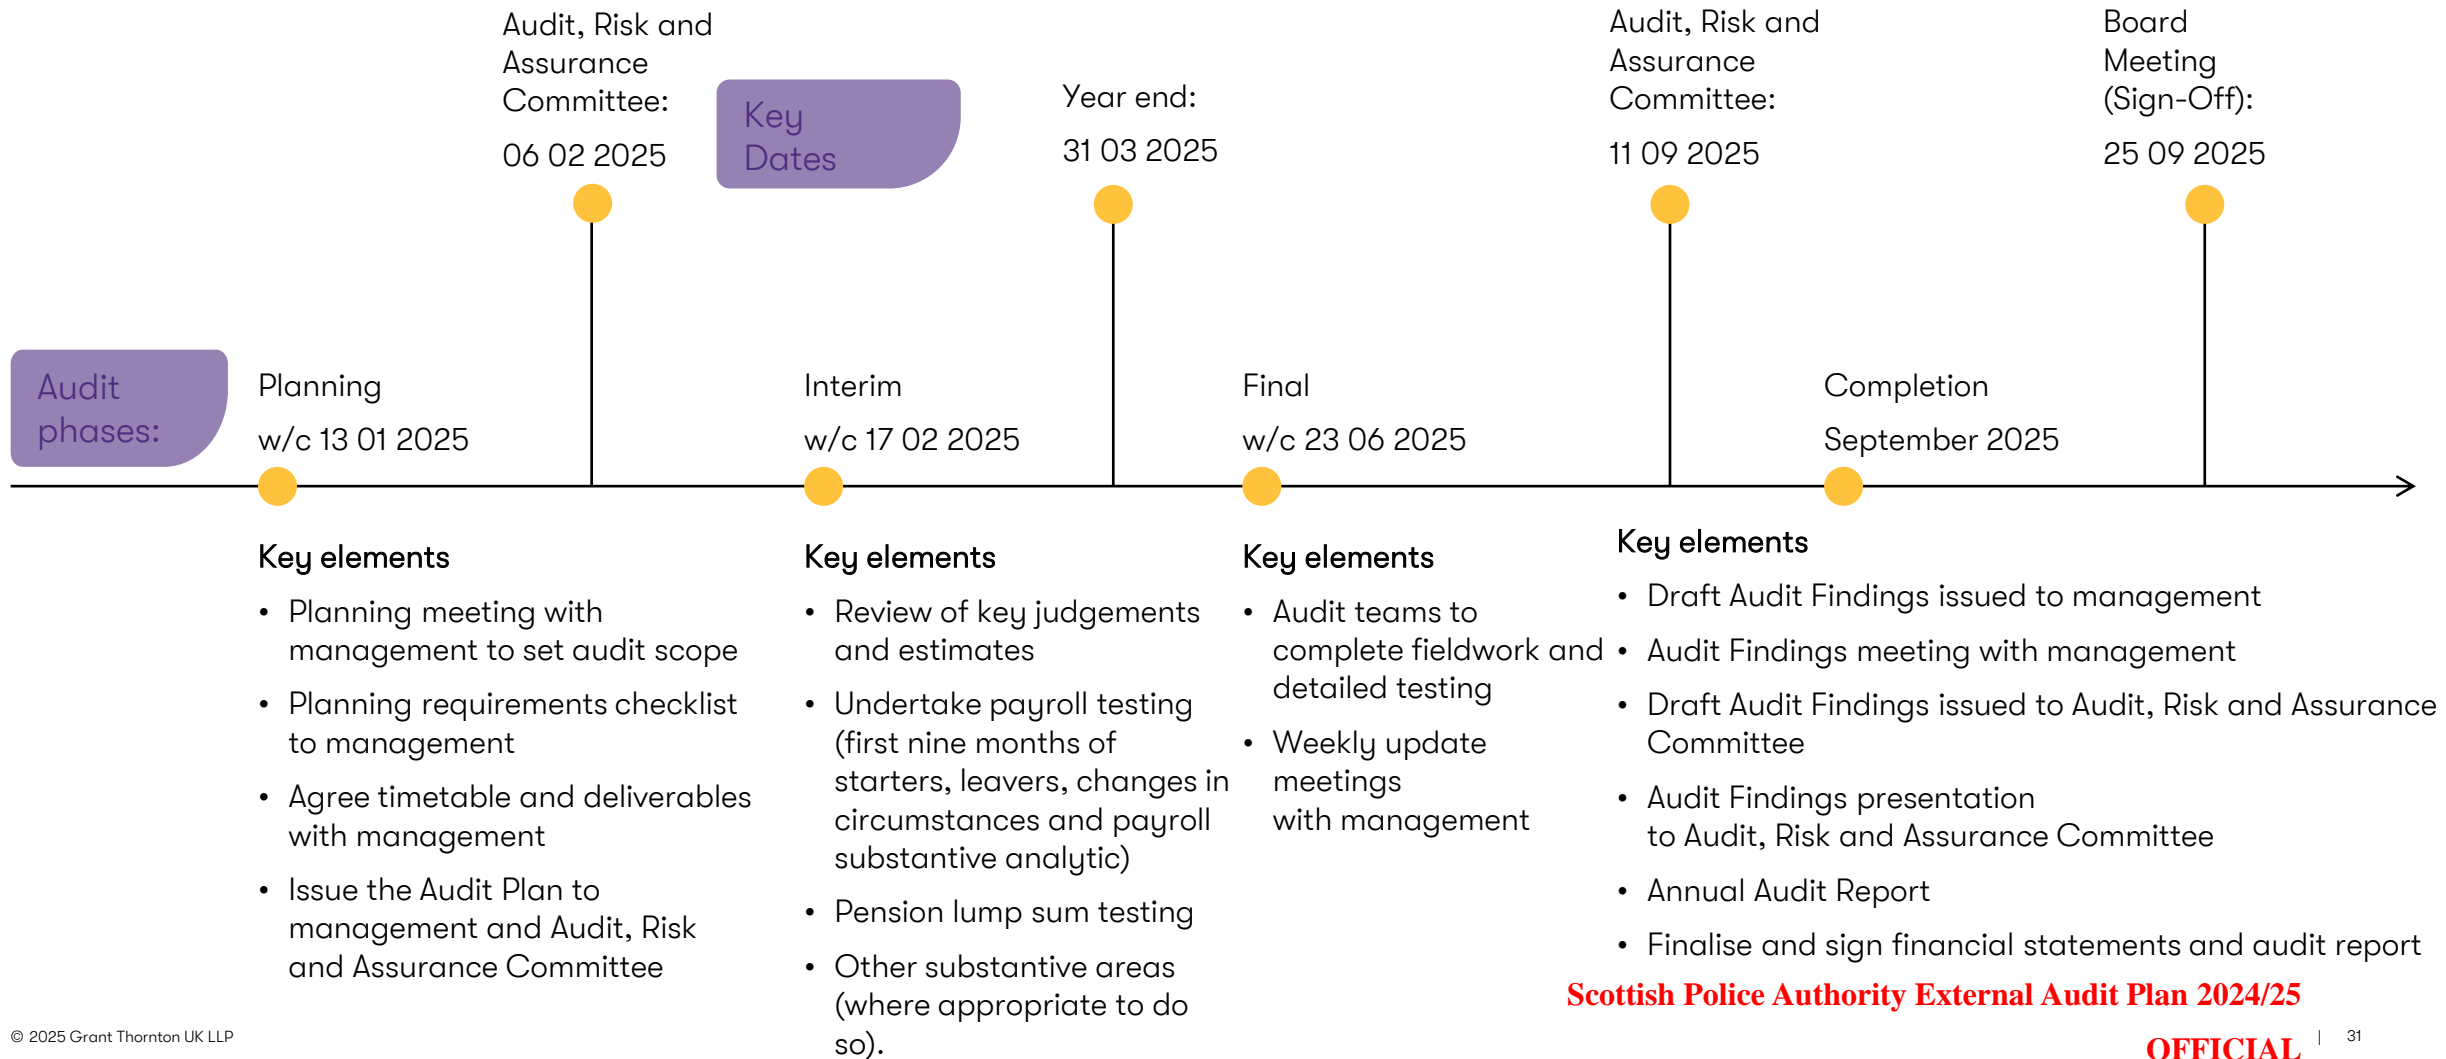 Audit, Risk and
Assurance
Committee:
06 02 2025
Key
Dates
Year end:
31 03 2025
Audit, Risk and
Assurance
Committee:
11 09 2025
Board
Meeting
(Sign-Off):
25 09 2025
Audit
phases:
Planning
w/c 13 01 2025
Interim
w/c 17 02 2025
Final
w/c 23 06 2025
Completion
September 2025
Key elements
• Planning meeting with
management to set audit scope
• Planning requirements checklist
to management
• Agree timetable and deliverables
with management
• Issue the Audit Plan to
management and Audit, Risk
and Assurance Committee
Key elements
• Review of key judgements
and estimates
• Undertake payroll testing
(first nine months of
starters, leavers, changes in
circumstances and payroll
substantive analytic)
• Pension lump sum testing
• Other substantive areas
(where appropriate to do
so).
Key elements
• Audit teams to
complete fieldwork and
detailed testing
• Weekly update
meetings
with management
Key elements
• Draft Audit Findings issued to management
• Audit Findings meeting with management
• Draft Audit Findings issued to Audit, Risk and Assurance
Committee
• Audit Findings presentation
to Audit, Risk and Assurance Committee
• Annual Audit Report
• Finalise and sign financial statements and audit report
Scottish Police Authority External Audit Plan 2024/25
© 2025 Grant Thornton UK LLP
OFFICIAL | 31